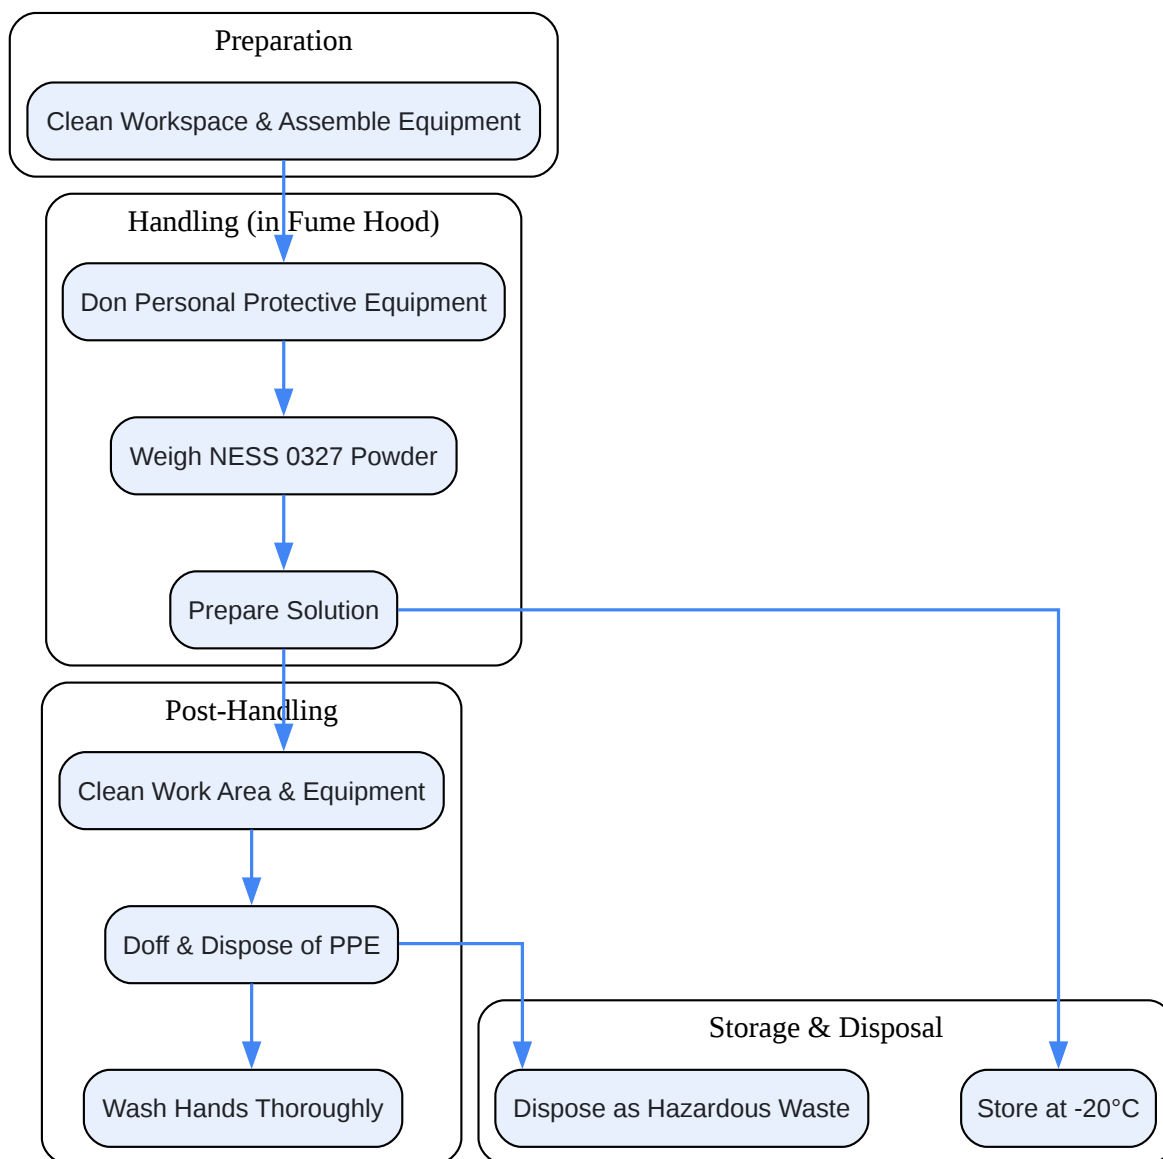 Preparation
Clean Workspace & Assemble Equipment
Handling (in Fume Hood)
Don Personal Protective Equipment
Weigh NESS 0327 Powder
Prepare Solution
Post-Handling
Clean Work Area & Equipment
Doff & Dispose of PPE
Wash Hands Thoroughly
Storage & Disposal
Dispose as Hazardous Waste
Store at -20°C